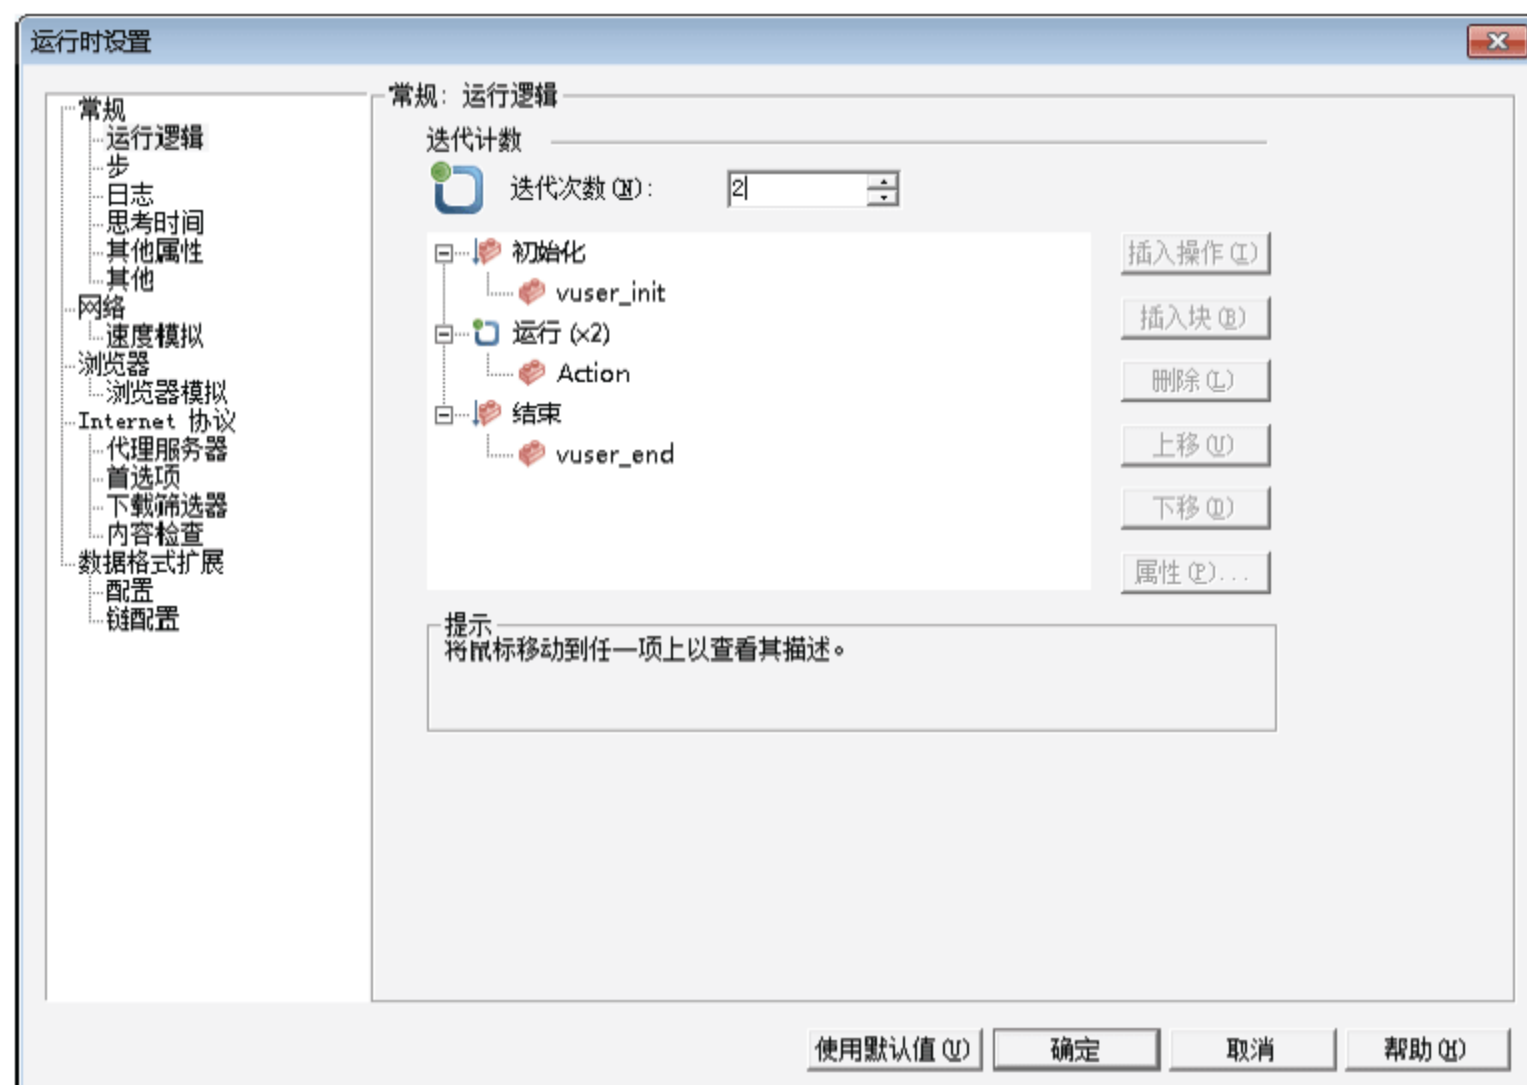 运行时设置
常规
运行逻辑
步
日志
思考时间
其他属性
其他
网络
速度模拟
浏览器
浏览器模拟
Internet 协议
代理服务器
首选项
下载筛选器
内容检查
数据格式扩展
配置
链配置
常规: 运行逻辑
迭代计数
迭代次数(N):
2
初始化
vuser_init
运行 (x2)
Action
结束
vuser_end
插入操作(I)
插入块(B)
删除(L)
上移(U)
下移(D)
属性(P)...
提示
将鼠标移动到任一项上以查看其描述。
使用默认值(U)
确定
取消
帮助(H)